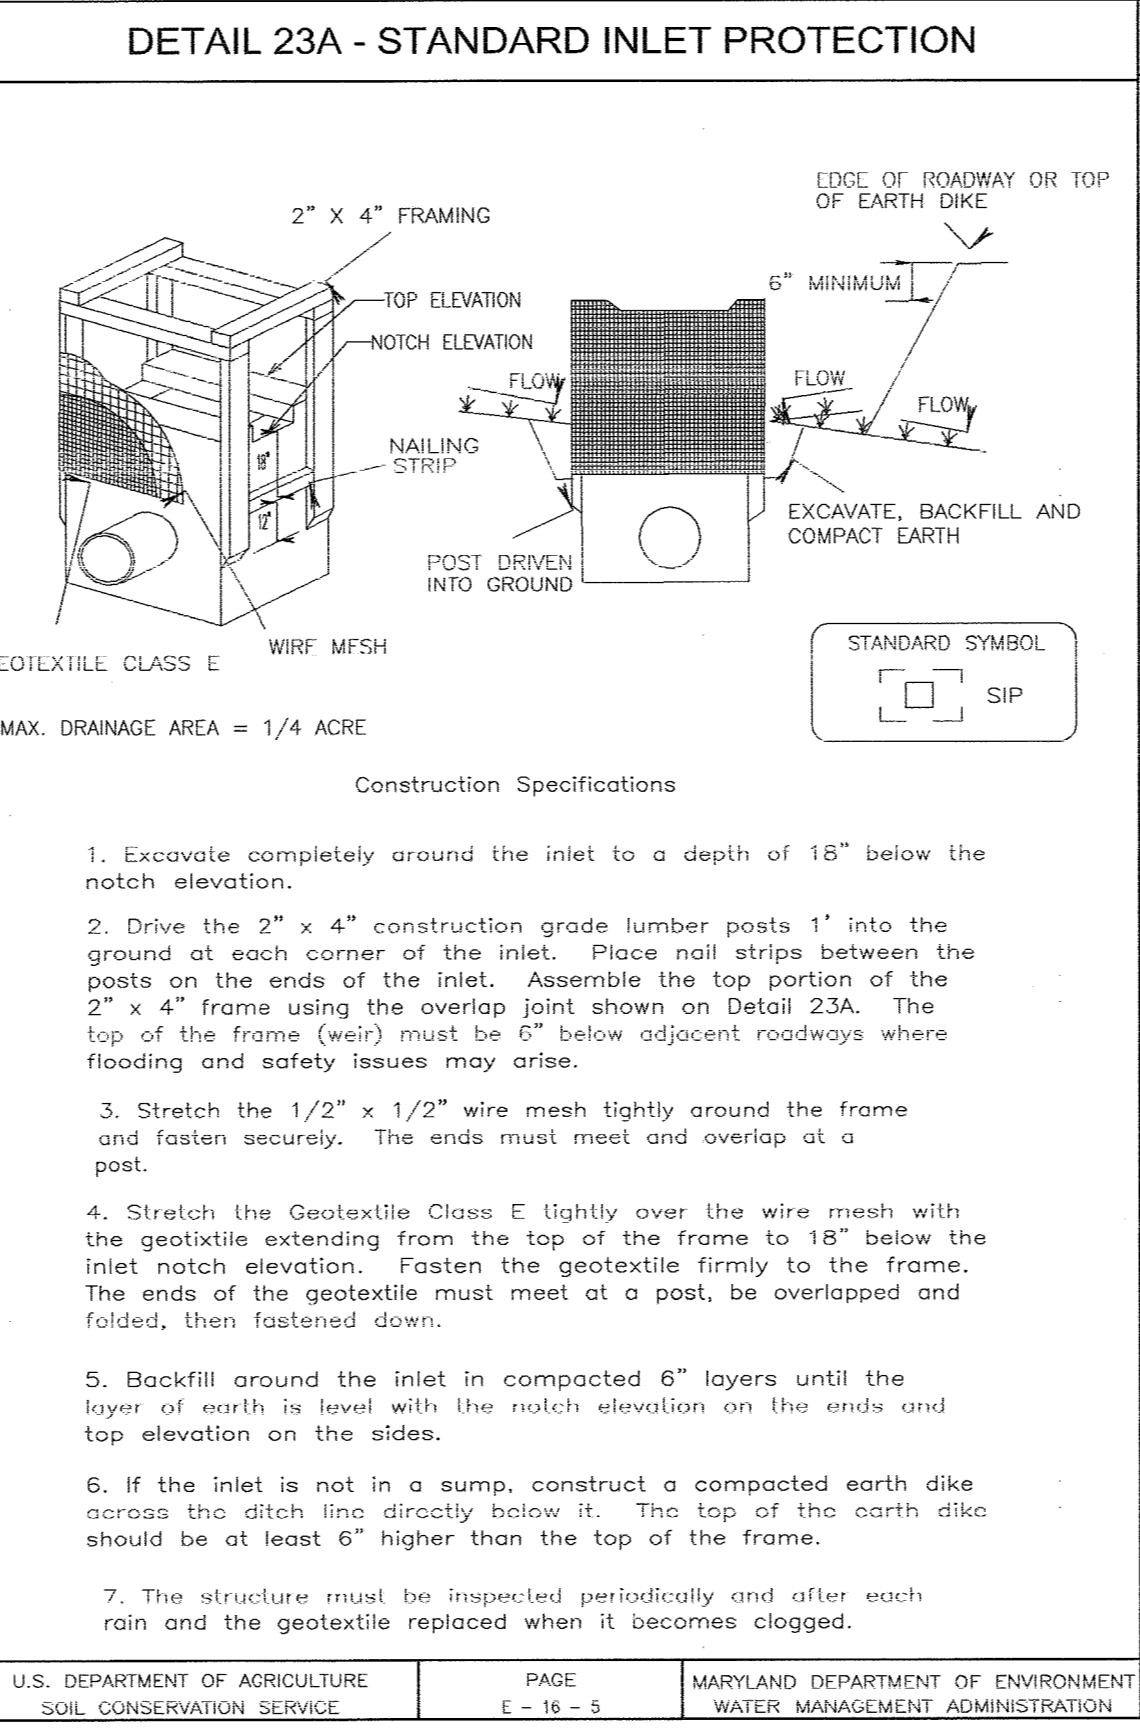 DETAIL 23A - STANDARD INLET PROTECTION
EDGE OF ROADWAY OR TOP
OF EARTH DIKE
2" X 4" FRAMING
6" MINIMUM
TOP ELEVATION
NOTCH ELEVATION
FLOW
FLOW
FLOW
NAILING
STRIP
18"
12"
EXCAVATE, BACKFILL AND
COMPACT EARTH
POST DRIVEN
INTO GROUND
WIRE MESH
EOTEXTILE CLASS E
STANDARD SYMBOL
SIP
MAX. DRAINAGE AREA = 1/4 ACRE
Construction Specifications
1. Excavate completely around the inlet to a depth of 18" below the
notch elevation.
2. Drive the 2" x 4" construction grade lumber posts 1' into the
ground at each corner of the inlet. Place nail strips between the
posts on the ends of the inlet. Assemble the top portion of the
2" x 4" frame using the overlap joint shown on Detail 23A. The
top of the frame (weir) must be 6" below adjacent roadways where
flooding and safety issues may arise.
3. Stretch the 1/2" x 1/2" wire mesh tightly around the frame
and fasten securely. The ends must meet and overlap at a
post.
4. Stretch the Geotextile Class E tightly over the wire mesh with
the geotixtile extending from the top of the frame to 18" below the
inlet notch elevation. Fasten the geotextile firmly to the frame.
The ends of the geotextile must meet at a post, be overlapped and
folded, then fastened down.
5. Backfill around the inlet in compacted 6" layers until the
layer of earth is level with the notch elevation on the ends and
top elevation on the sides.
6. If the inlet is not in a sump, construct a compacted earth dike
across the ditch line directly below it. The top of the earth dike
should be at least 6" higher than the top of the frame.
7. The structure must be inspected periodically and after each
rain and the geotextile replaced when it becomes clogged.
U.S. DEPARTMENT OF AGRICULTURE
SOIL CONSERVATION SERVICE
PAGE
E - 16 - 5
MARYLAND DEPARTMENT OF ENVIRONMENT
WATER MANAGEMENT ADMINISTRATION